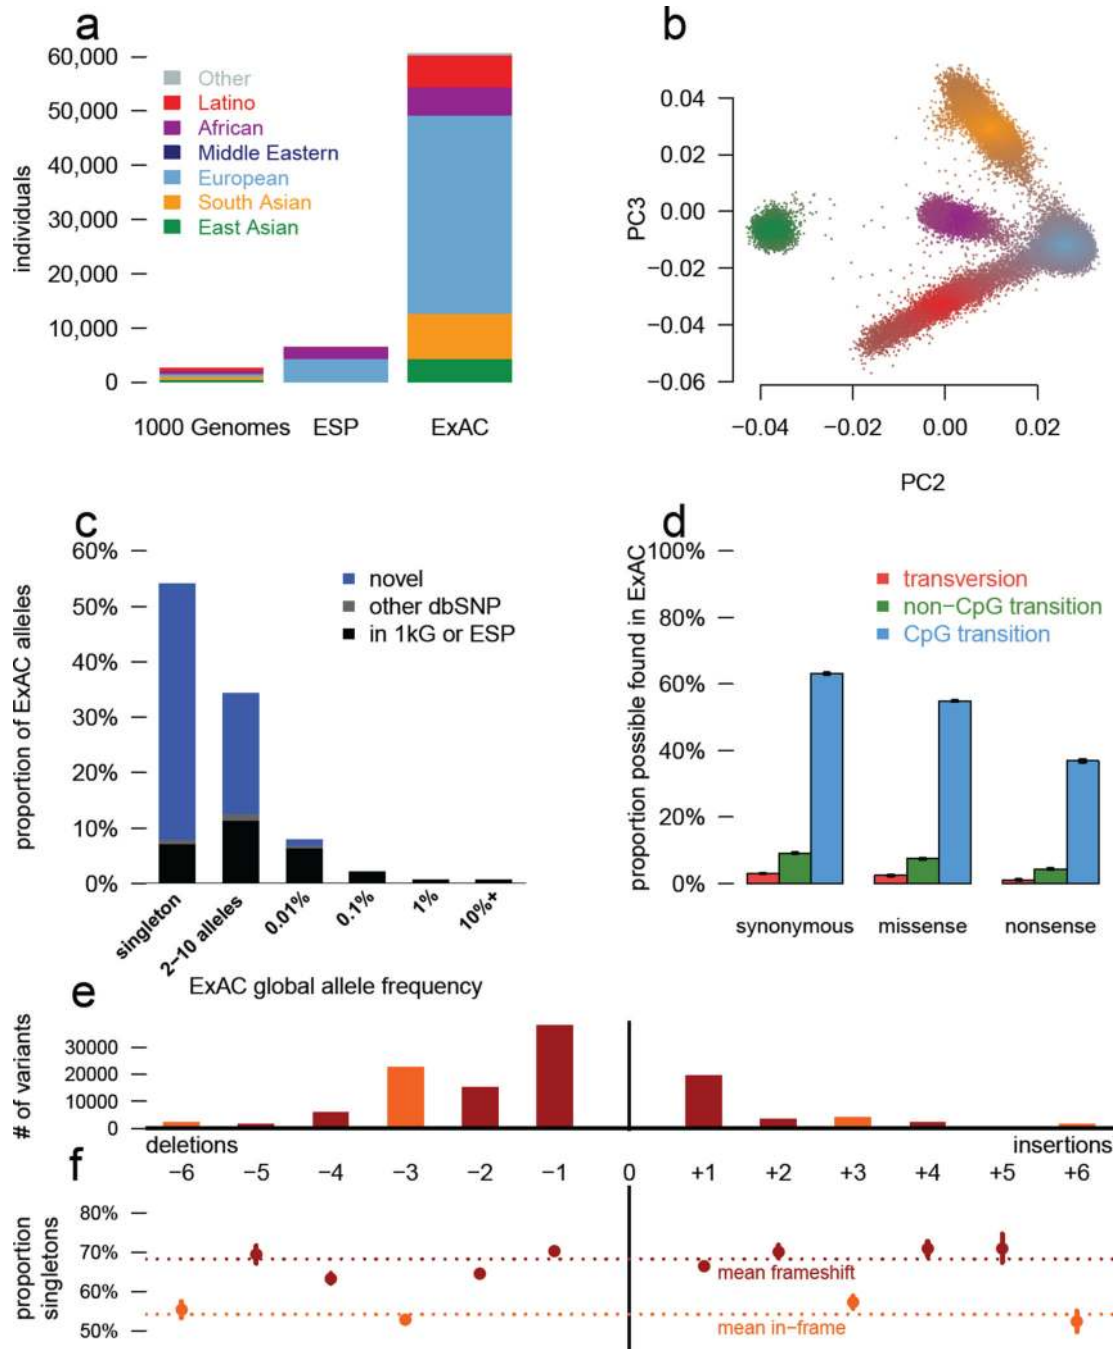 a
60,000
50,000
40,000
30,000
20,000
10,000
0
individuals
Other
Latino
African
Middle Eastern
European
South Asian
East Asian
1000 Genomes
ESP
ExAC
b
0.04
0.02
0.00
−0.02
−0.04
−0.06
PC3
−0.04
−0.02
0.00
0.02
PC2
c
60%
50%
40%
30%
20%
10%
0%
proportion of ExAC alleles
novel
other dbSNP
in 1kG or ESP
singleton
2−10 alleles
0.01%
0.1%
1%
10%+
ExAC global allele frequency
d
100%
80%
60%
40%
20%
0%
proportion possible found in ExAC
transversion
non−CpG transition
CpG transition
synonymous
missense
nonsense
e
# of variants
30000
20000
10000
0
deletions
insertions
f
−6
−5
−4
−3
−2
−1
0
+1
+2
+3
+4
+5
+6
proportion
singletons
80%
70%
60%
50%
mean frameshift
mean in−frame